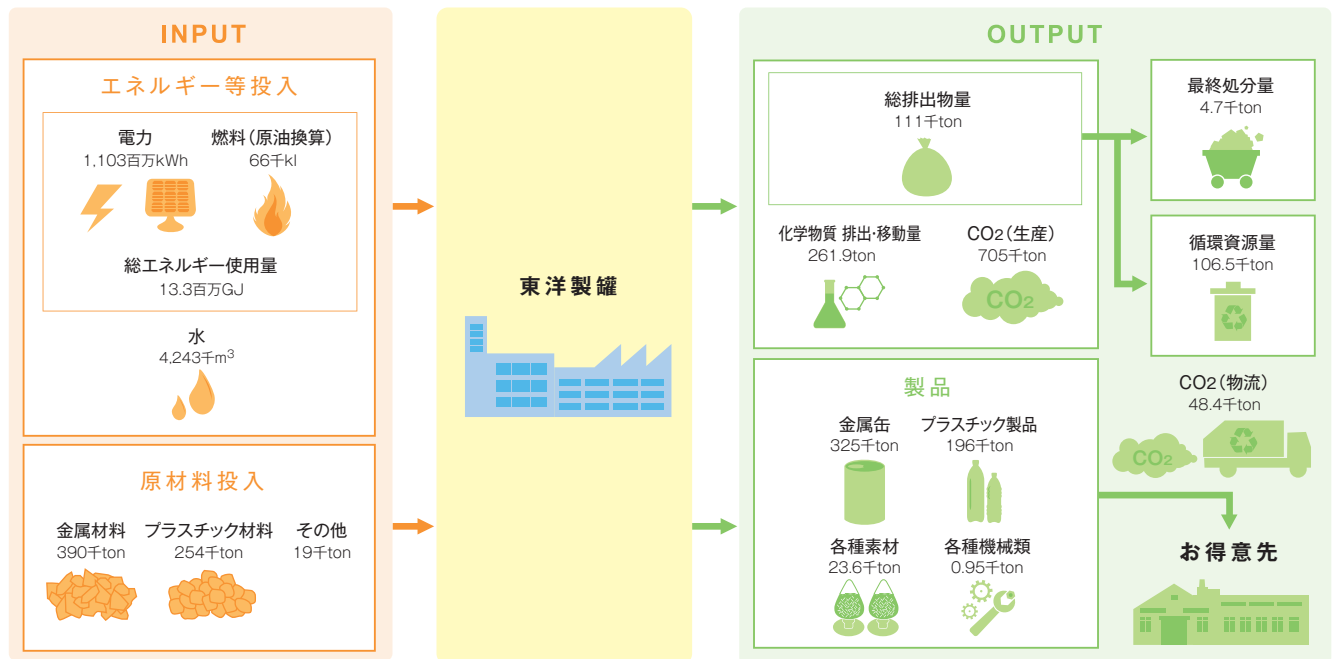 INPUT
エネルギー等投入
電力
1,103百万kWh
燃料(原油換算)
66千kl
総エネルギー使用量
13.3百万GJ
水
4,243千m³
原材料投入
金属材料
390千ton
プラスチック材料
254千ton
その他
19千ton
東洋製罐
OUTPUT
総排出物量
111千ton
化学物質 排出・移動量
261.9ton
CO2(生産)
705千ton
CO2
最終処分量
4.7千ton
循環資源量
106.5千ton
製品
金属缶
325千ton
プラスチック製品
196千ton
各種素材
23.6千ton
各種機械類
0.95千ton
CO2(物流)
48.4千ton
CO2
お得意先